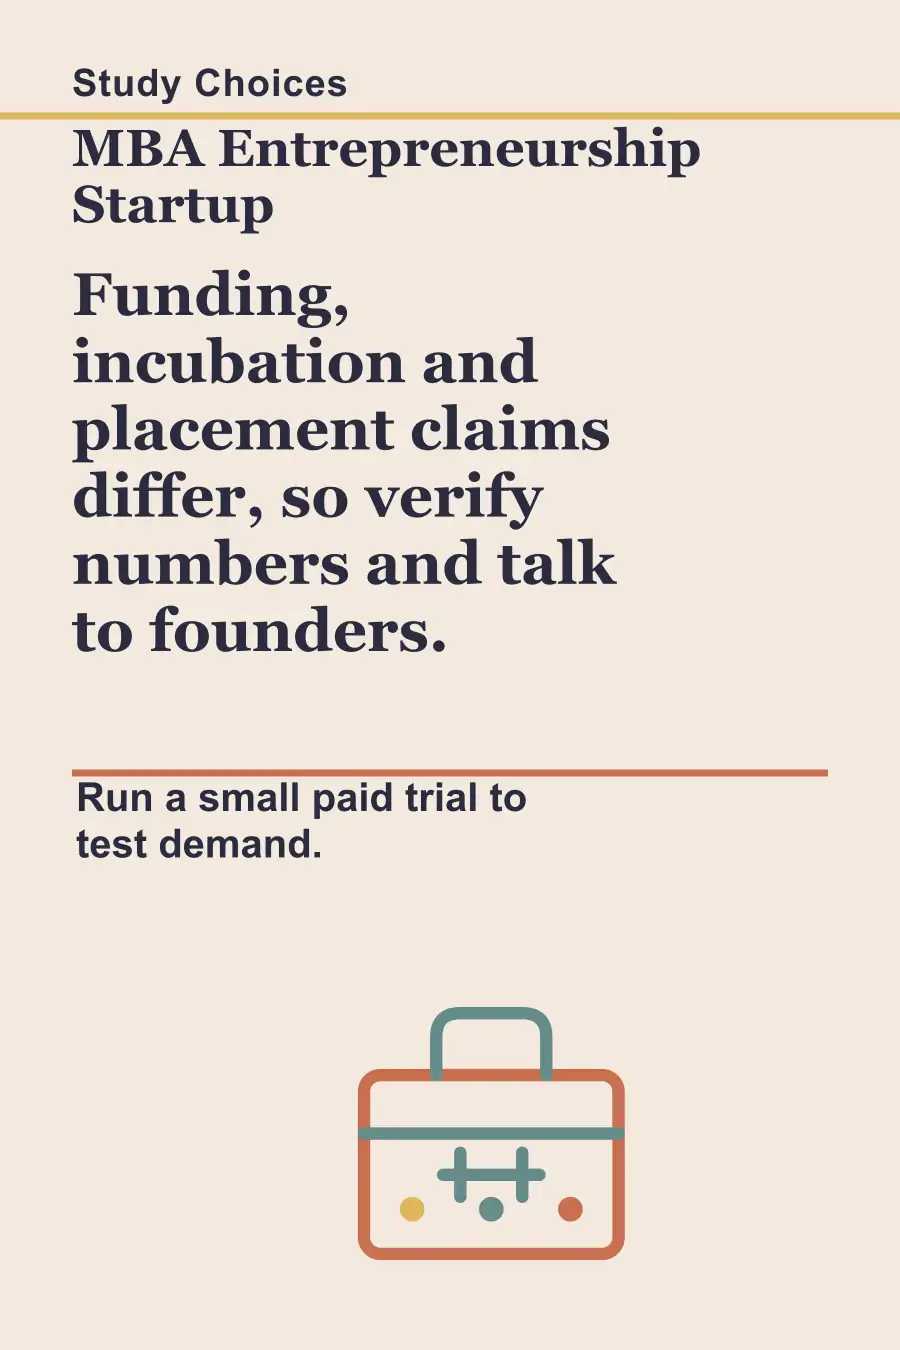 Study Choices
MBA Entrepreneurship
Startup
Funding,
incubation and
placement claims
differ, so verify
numbers and talk
to founders.
Run a small paid trial to
test demand.